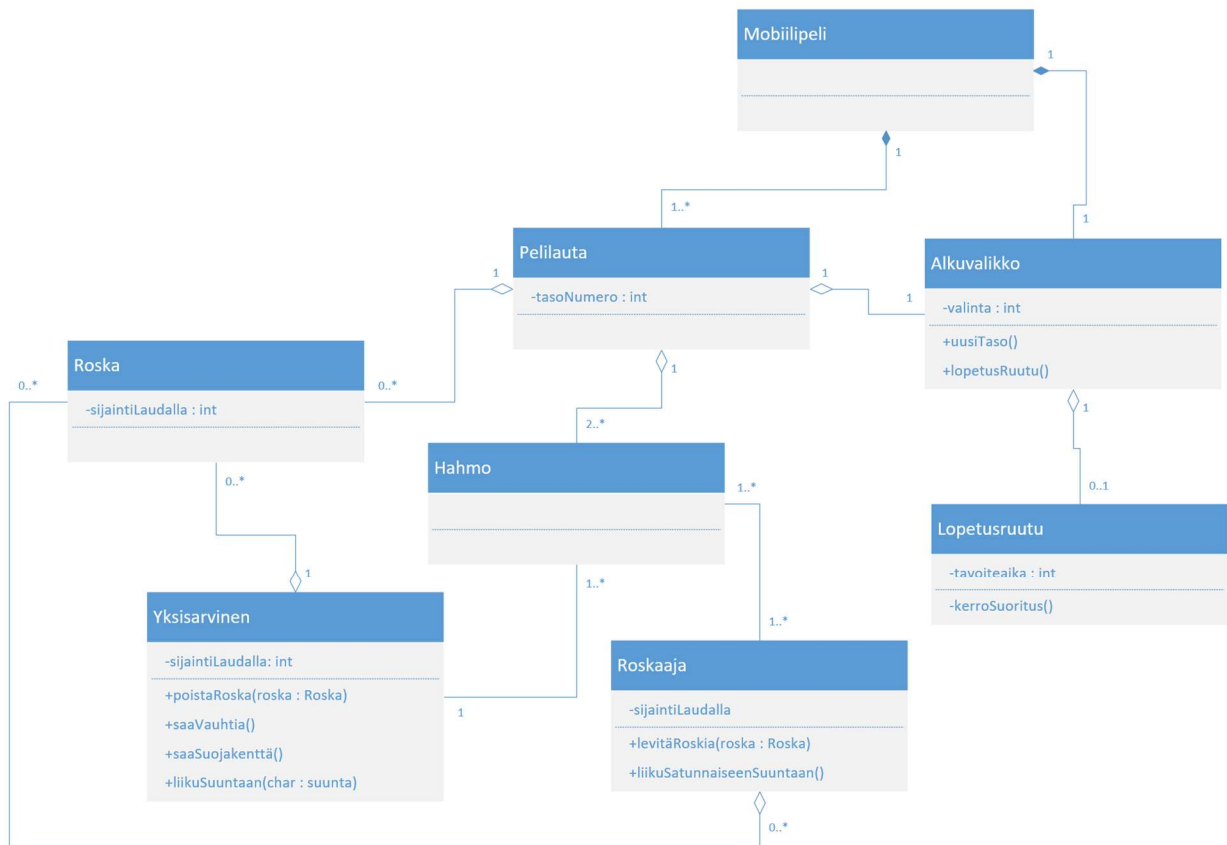 Mobiilipeli
1
1
1..*
1
Pelilauta
-tasoNumero : int
1
1
1
1
Alkuvalikko
-valinta : int
+uusiTaso()
+lopetusRuutu()
1
0..1
Roska
-sijaintiLaudalla : int
0..*
0..*
0..*
2..*
Hahmo
1..*
1..*
1..*
1
Lopetusruutu
-tavoiteaika : int
-kerroSuoritus()
1
Yksisarvinen
-sijaintiLaudalla: int
+poistaRoska(roska : Roska)
+saaVauhtia()
+saaSuojakenttä()
+liikuSuuntaan(char : suunta)
Roskaaja
-sijaintiLaudalla
+levitäRoskia(roska : Roska)
+liikuSatunnaiseenSuuntaan()
0..*